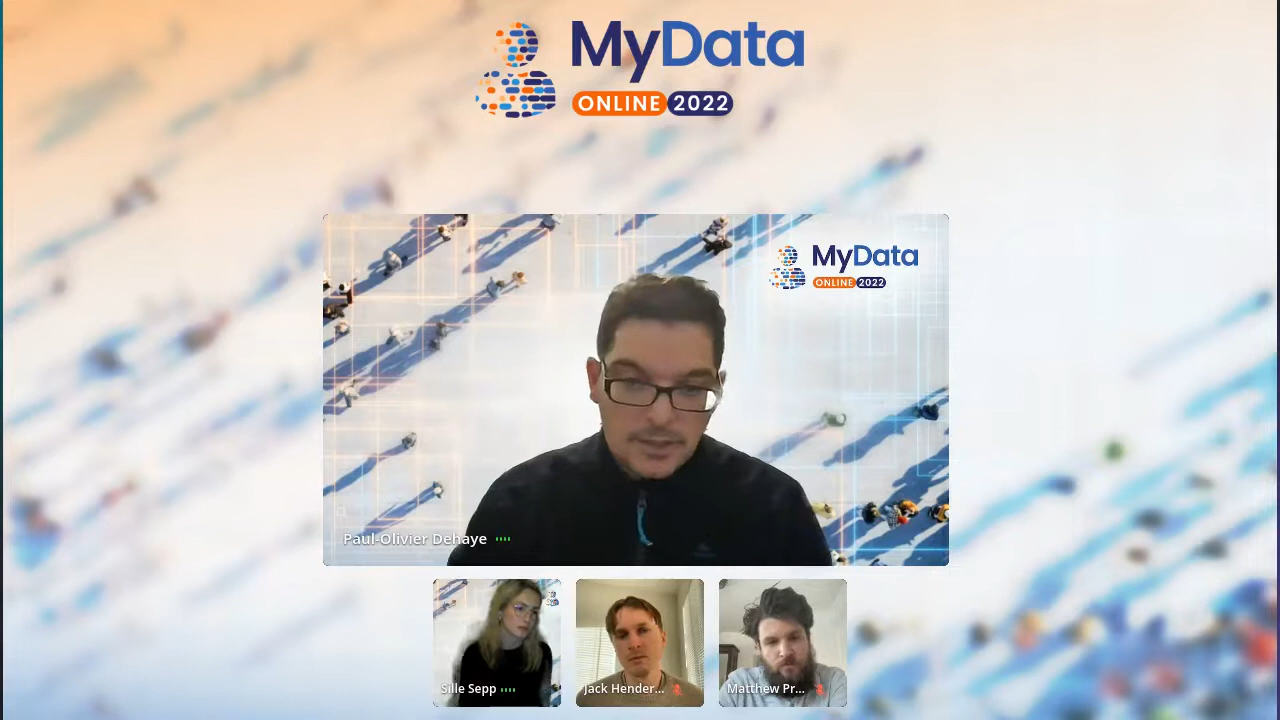 MyData
ONLINE 2022
MyData
ONLINE 2022
Paul-Olivier Dehaye
Sille Sepp
Jack Hender...
Matthew Pr...